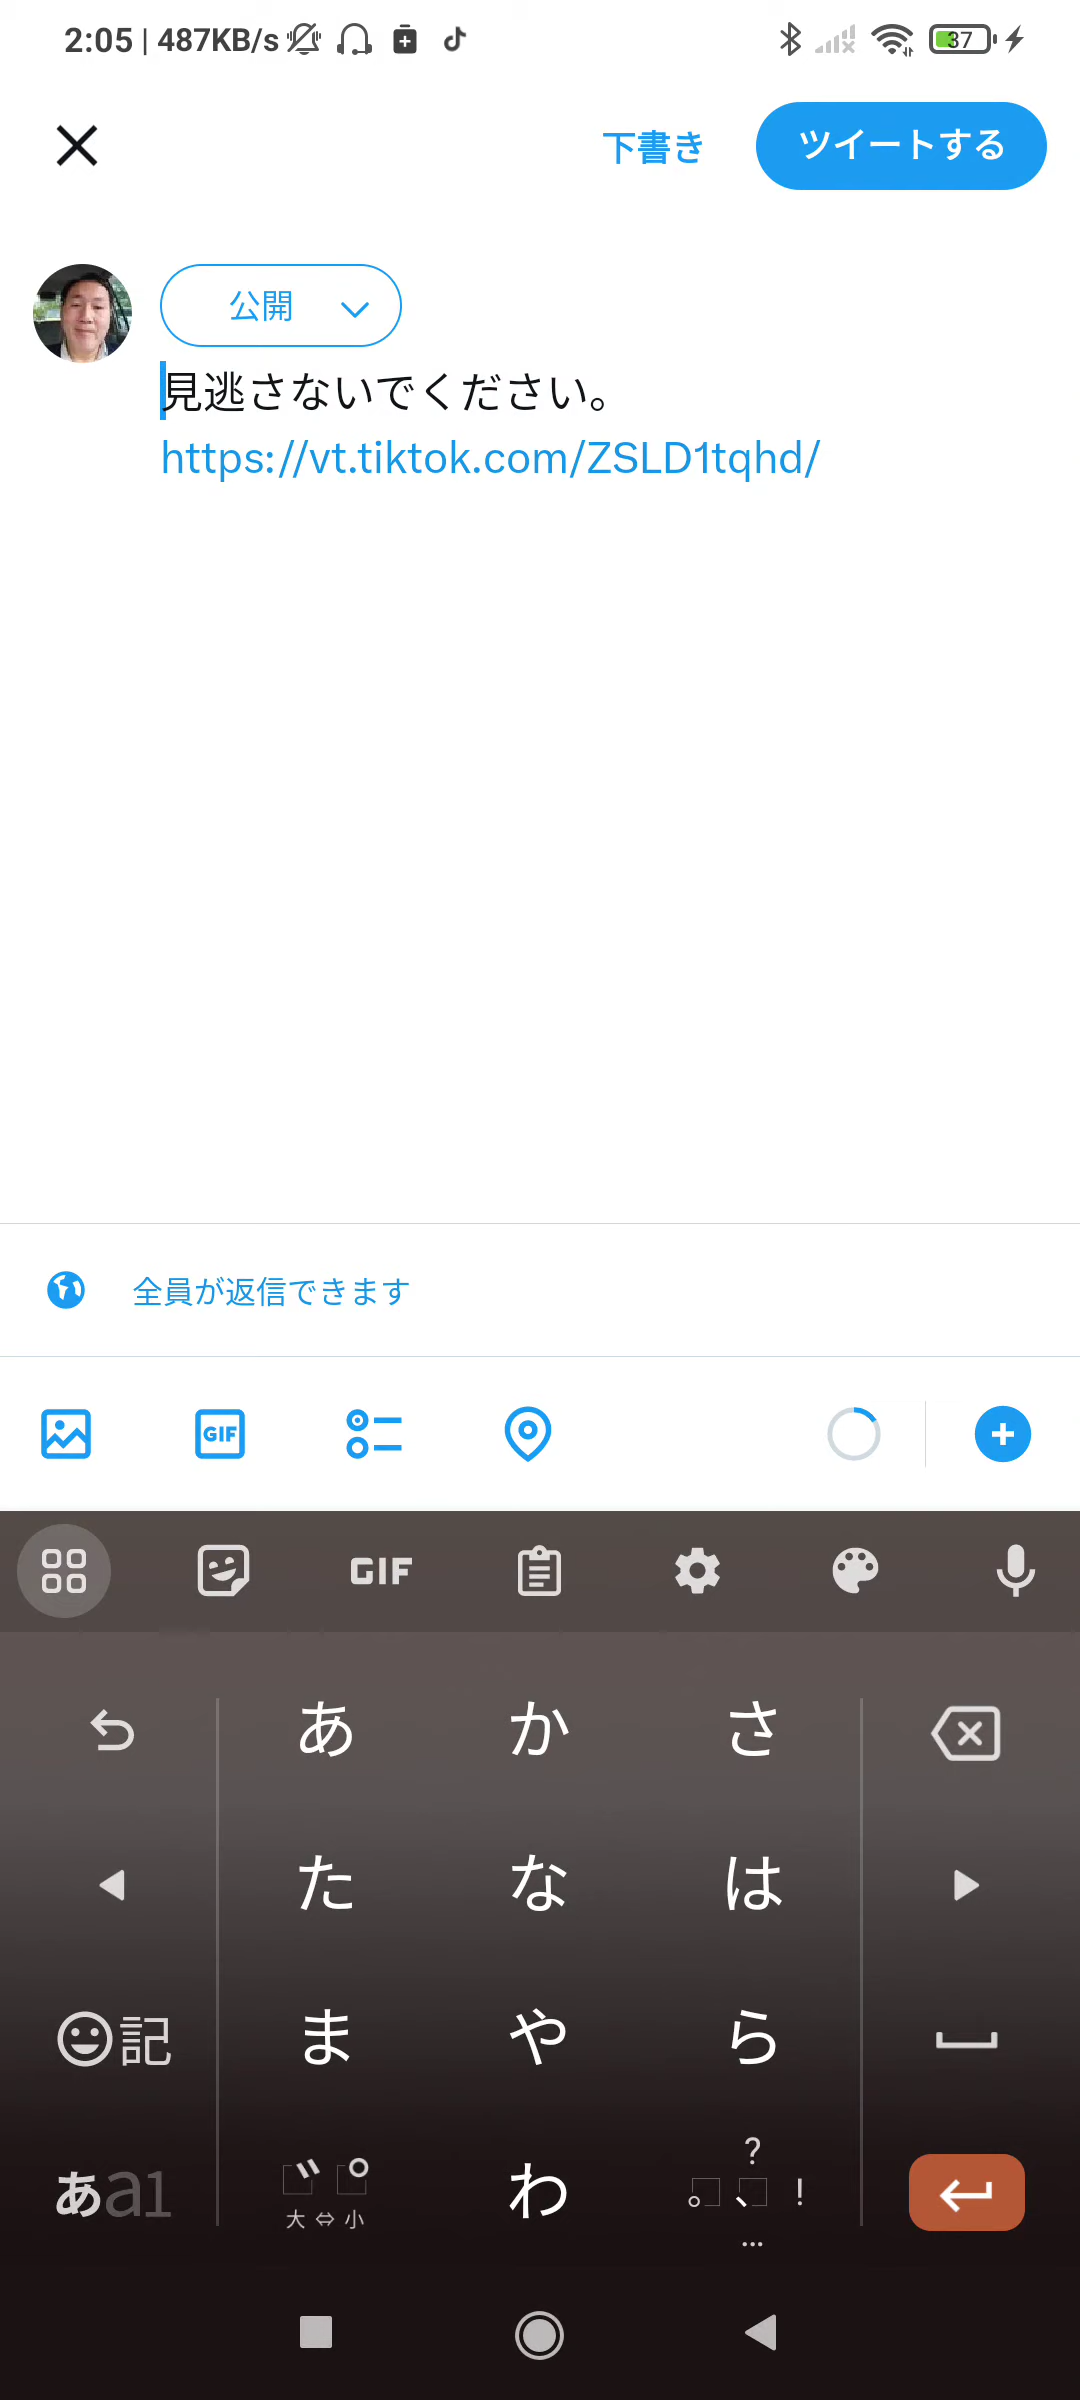 2:05 | 487KB/s
37
下書き
ツイートする
公開
見逃さないでください。
https://vt.tiktok.com/ZSLD1tqhd/
全員が返信できます
GIF
GIF
あ か さ
た な は
記 ま や ら
?
あa1 ゛ ゜ わ 。 、 !
大⇔小
...